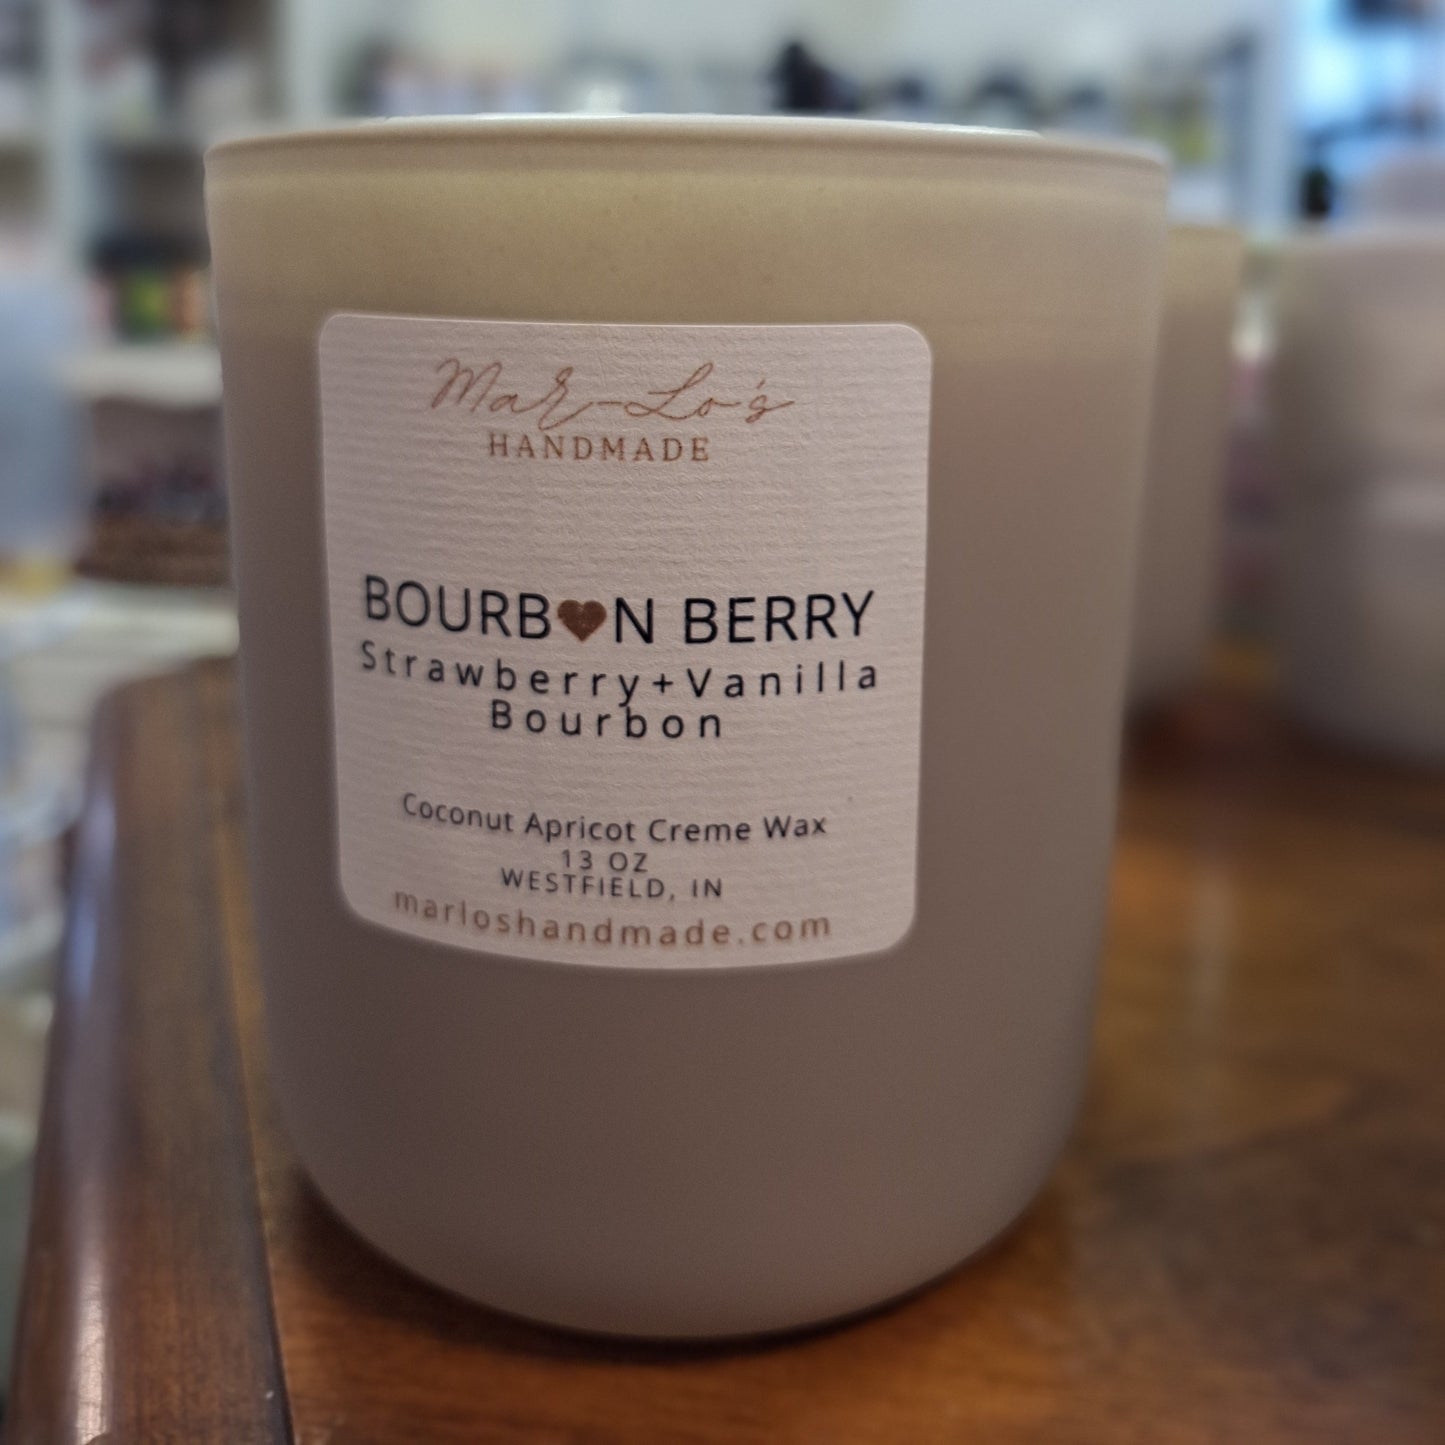 Mar-Lo's
HANDMADE
BOURB♥N BERRY
Strawberry+Vanilla
Bourbon
Coconut Apricot Creme Wax
13 OZ
WESTFIELD, IN
marloshandmade.com